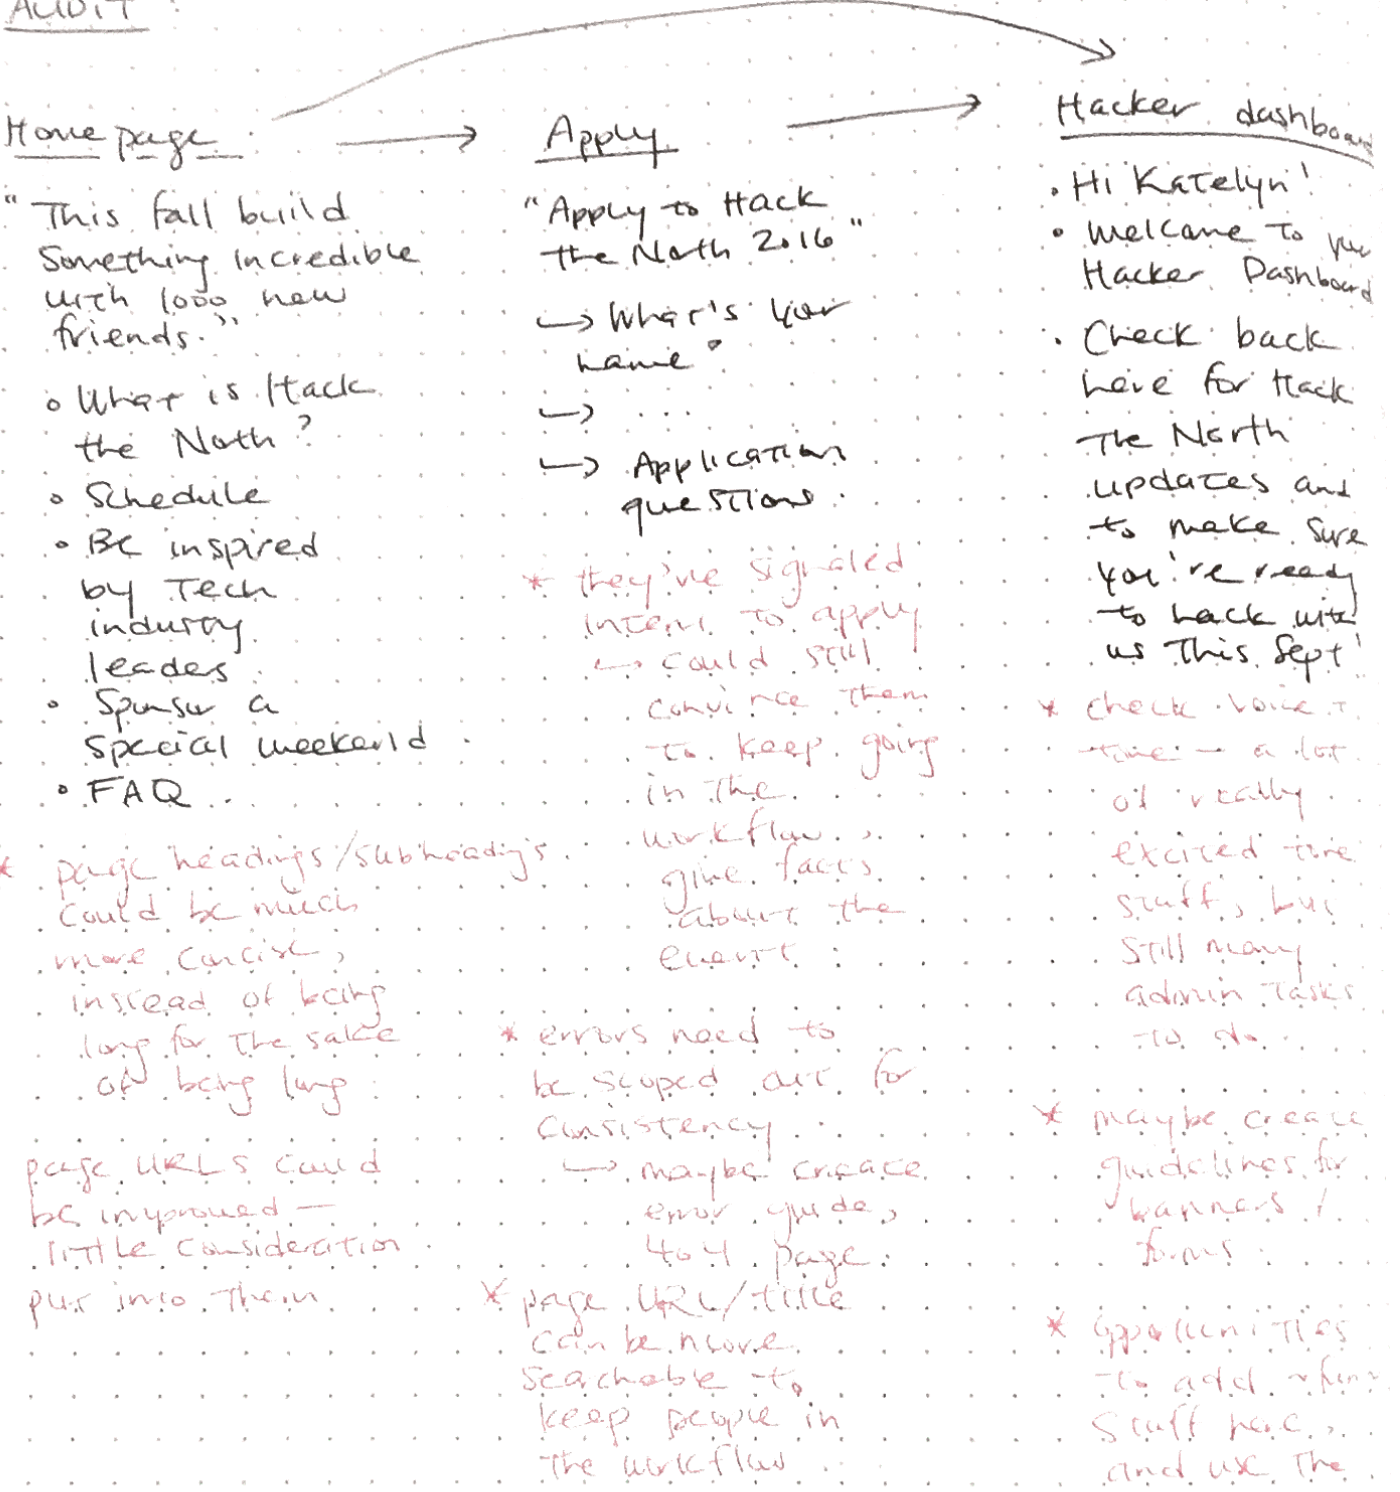 AUDIT
Home page
"This fall build
something incredible
with 1000 new
friends."
• What is Hack
the North?
• Schedule
• Be inspired
by tech
industry
leaders
• Sponsor a
special weekend
• FAQ
* page headings/subheadings
could be much
more concise,
instead of being
long for the sake
of being long
page URLs could
be improved —
little consideration
put into them
Apply
"Apply to Hack
the North 2016"
↳ What's your
name?
↳ ...
↳ Application
questions
* they've signaled
intent to apply
↳ could still
convince them
to keep going
in the
workflow,
give facts
about the
event
* errors need to
be scoped out for
consistency
↳ maybe create
error guide,
404 page
* page URL/title
can be more
searchable to
keep people in
the workflow
Hacker dashboard
• Hi Katelyn!
• Welcome to your
Hacker Dashboard
• Check back
here for Hack
the North
updates and
to make sure
you're ready
to hack with
us this Sept!
* check voice +
tone — a lot
of really
excited tone
stuff, but
still many
admin tasks
to do
* maybe create
guidelines for
banners /
forms
* opportunities
to add fun
stuff here,
and use the